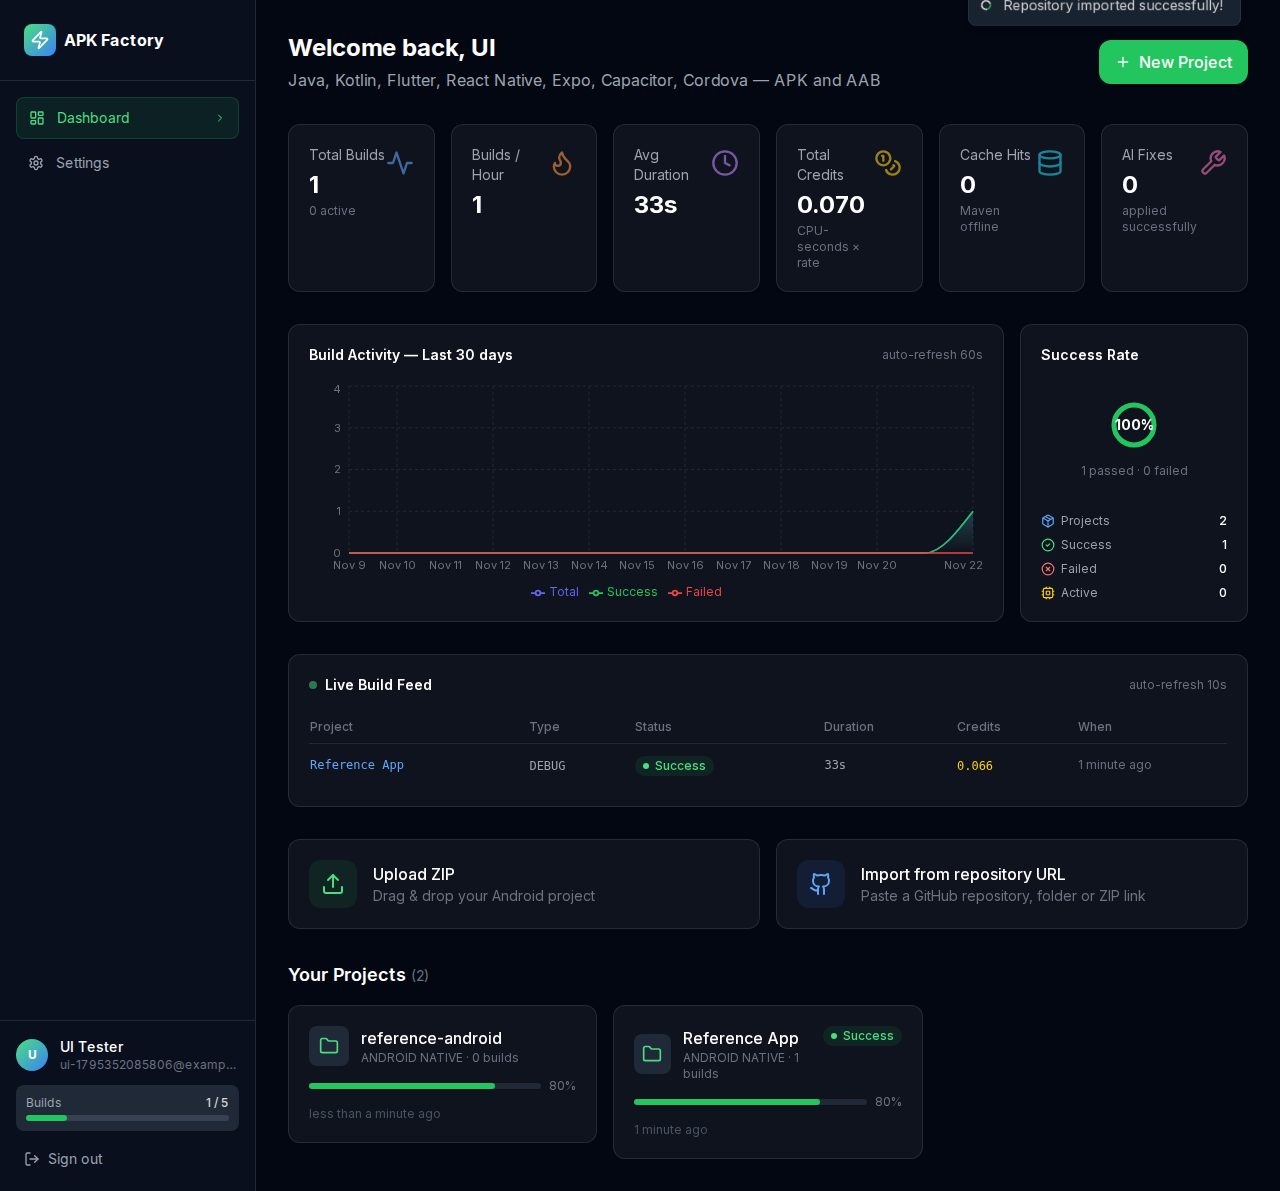 Repository imported successfully!
APK Factory
Dashboard
Settings
Welcome back, UI
Java, Kotlin, Flutter, React Native, Expo, Capacitor, Cordova — APK and AAB
New Project
Total Builds
1
0 active
Builds /
Hour
1
Avg
Duration
33s
Total
Credits
0.070
CPU-
seconds ×
rate
Cache Hits
0
Maven
offline
AI Fixes
0
applied
successfully
Build Activity — Last 30 days
auto-refresh 60s
4
3
2
1
0
Nov 9 Nov 10 Nov 11 Nov 12 Nov 13 Nov 14 Nov 15 Nov 16 Nov 17 Nov 18 Nov 19 Nov 20 Nov 22
Total Success Failed
Success Rate
100%
1 passed · 0 failed
Projects 2
Success 1
Failed 0
Active 0
Live Build Feed
auto-refresh 10s
Project Type Status Duration Credits When
Reference App DEBUG Success 33s 0.066 1 minute ago
Upload ZIP
Drag & drop your Android project
Import from repository URL
Paste a GitHub repository, folder or ZIP link
Your Projects (2)
reference-android
ANDROID NATIVE · 0 builds
80%
less than a minute ago
Reference App
Success
ANDROID NATIVE · 1
builds
80%
1 minute ago
U
UI Tester
ui-1795352085806@examp...
Builds 1 / 5
Sign out